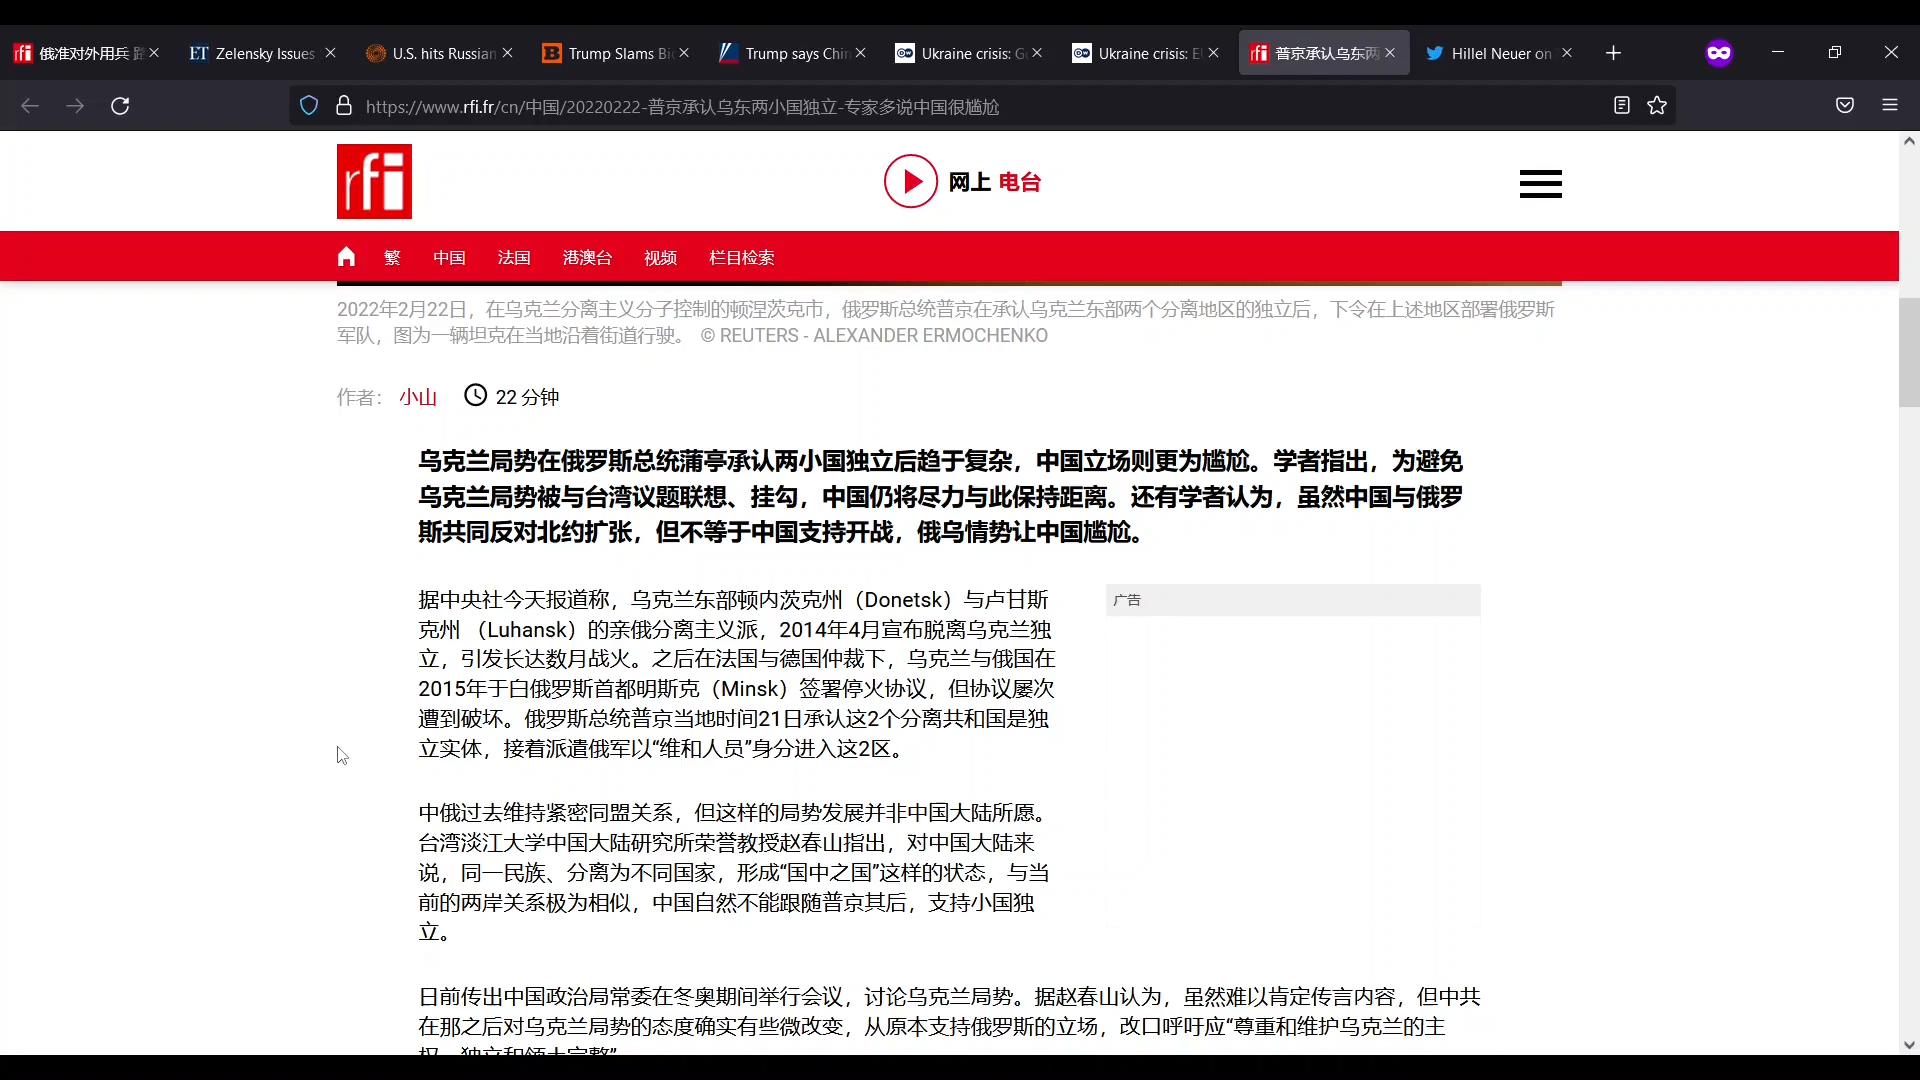 rfi 俄准对外用兵
ET Zelensky Issues
U.S. hits Russian
B Trump Slams Bi
Trump says Chin
DW Ukraine crisis: G
DW Ukraine crisis: E
rfi 普京承认乌东两
Hillel Neuer on
https://www.rfi.fr/cn/中国/20220222-普京承认乌东两小国独立-专家多说中国很尴尬
rfi
网上 电台
繁 中国 法国 港澳台 视频 栏目检索
2022年2月22日，在乌克兰分离主义分子控制的顿涅茨克市，俄罗斯总统普京在承认乌克兰东部两个分离地区的独立后，下令在上述地区部署俄罗斯
军队，图为一辆坦克在当地沿着街道行驶。 © REUTERS - ALEXANDER ERMOCHENKO
作者： 小山 22 分钟
乌克兰局势在俄罗斯总统蒲亭承认两小国独立后趋于复杂，中国立场则更为尴尬。学者指出，为避免
乌克兰局势被与台湾议题联想、挂勾，中国仍将尽力与此保持距离。还有学者认为，虽然中国与俄罗
斯共同反对北约扩张，但不等于中国支持开战，俄乌情势让中国尴尬。
据中央社今天报道称，乌克兰东部顿内茨克州（Donetsk）与卢甘斯
克州 （Luhansk）的亲俄分离主义派，2014年4月宣布脱离乌克兰独
立，引发长达数月战火。之后在法国与德国仲裁下，乌克兰与俄国在
2015年于白俄罗斯首都明斯克（Minsk）签署停火协议，但协议屡次
遭到破坏。俄罗斯总统普京当地时间21日承认这2个分离共和国是独
立实体，接着派遣俄军以“维和人员”身分进入这2区。
广告
中俄过去维持紧密同盟关系，但这样的局势发展并非中国大陆所愿。
台湾淡江大学中国大陆研究所荣誉教授赵春山指出，对中国大陆来
说，同一民族、分离为不同国家，形成“国中之国”这样的状态，与当
前的两岸关系极为相似，中国自然不能跟随普京其后，支持小国独
立。
日前传出中国政治局常委在冬奥期间举行会议，讨论乌克兰局势。据赵春山认为，虽然难以肯定传言内容，但中共
在那之后对乌克兰局势的态度确实有些微改变，从原本支持俄罗斯的立场，改口呼吁应“尊重和维护乌克兰的主
权、独立和领土完整”